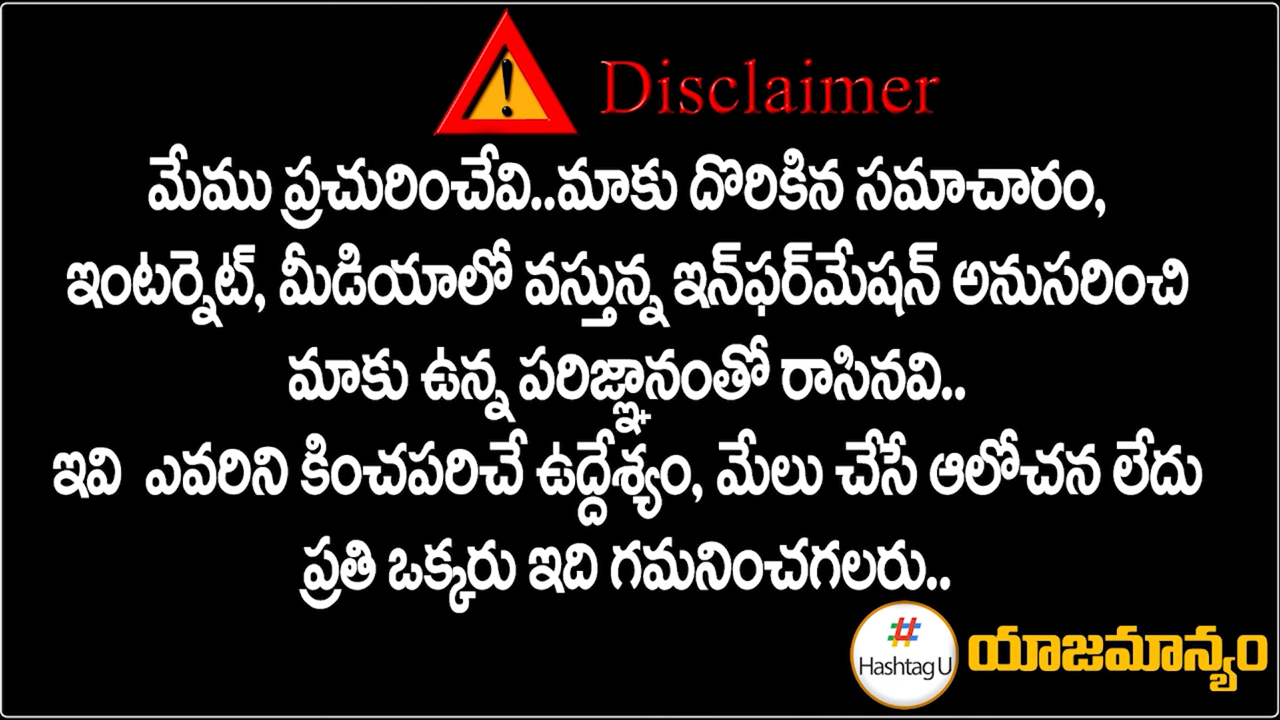 Disclaimer
మేము ప్రచురించేవి..మాకు దొరికిన సమాచారం,
ఇంటర్నెట్, మీడియాలో వస్తున్న ఇన్‌ఫర్‌మేషన్ అనుసరించి
మాకు ఉన్న పరిజ్ఞానంతో రాసినవి..
ఇవి ఎవరిని కించపరిచే ఉద్దేశ్యం, మేలు చేసే ఆలోచన లేదు
ప్రతి ఒక్కరు ఇది గమనించగలరు..
#
Hashtag U
యాజమాన్యం